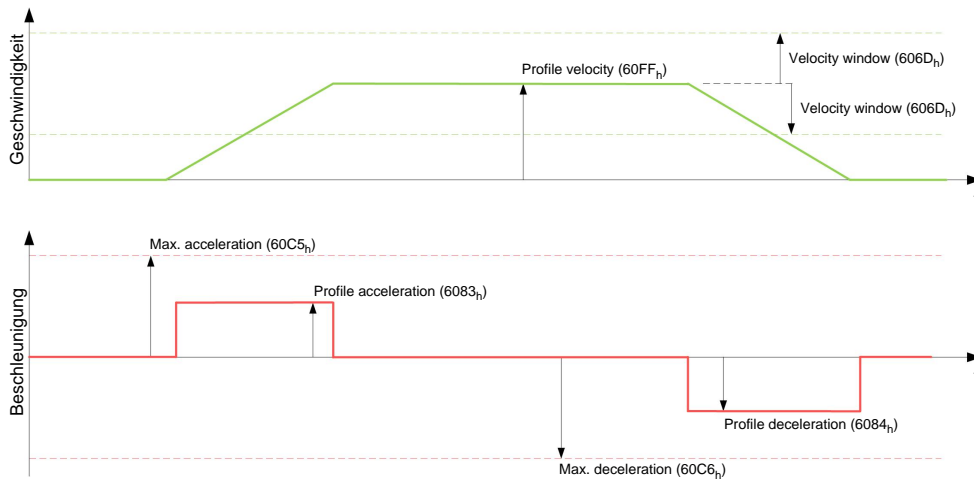 Geschwindigkeit
Velocity window (606Dh)
Profile velocity (60FFh)
Velocity window (606Dh)
Beschleunigung
Max. acceleration (60C5h)
Profile acceleration (6083h)
Profile deceleration (6084h)
Max. deceleration (60C6h)